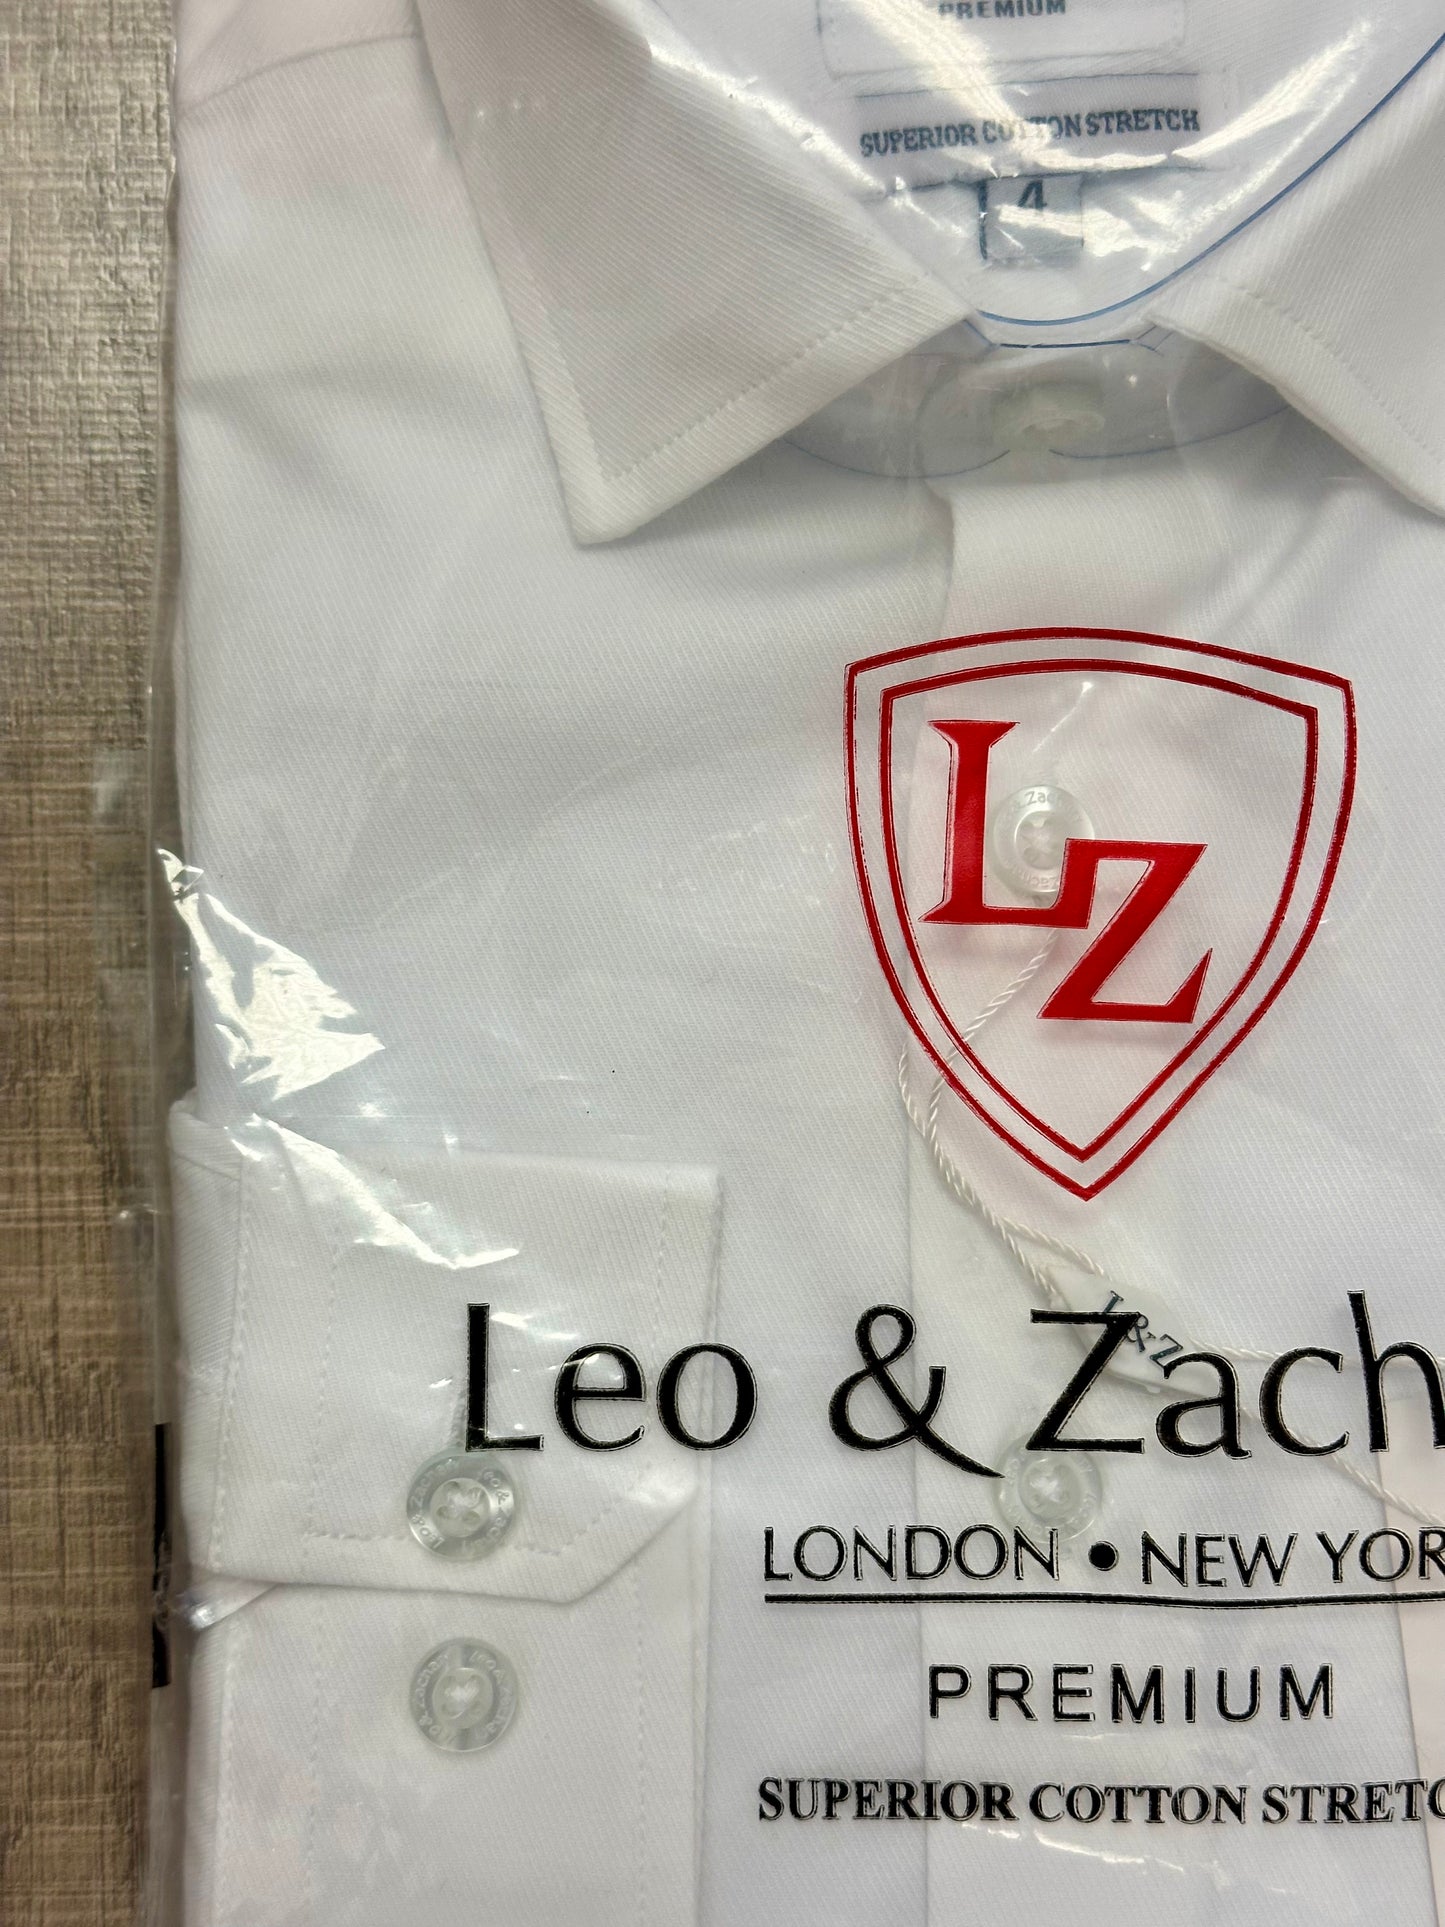 PREMIUM
SUPERIOR COTTON STRETCH
4
LZ
Leo & Zach
L&Z
LONDON • NEW YOR
PREMIUM
SUPERIOR COTTON STRETC